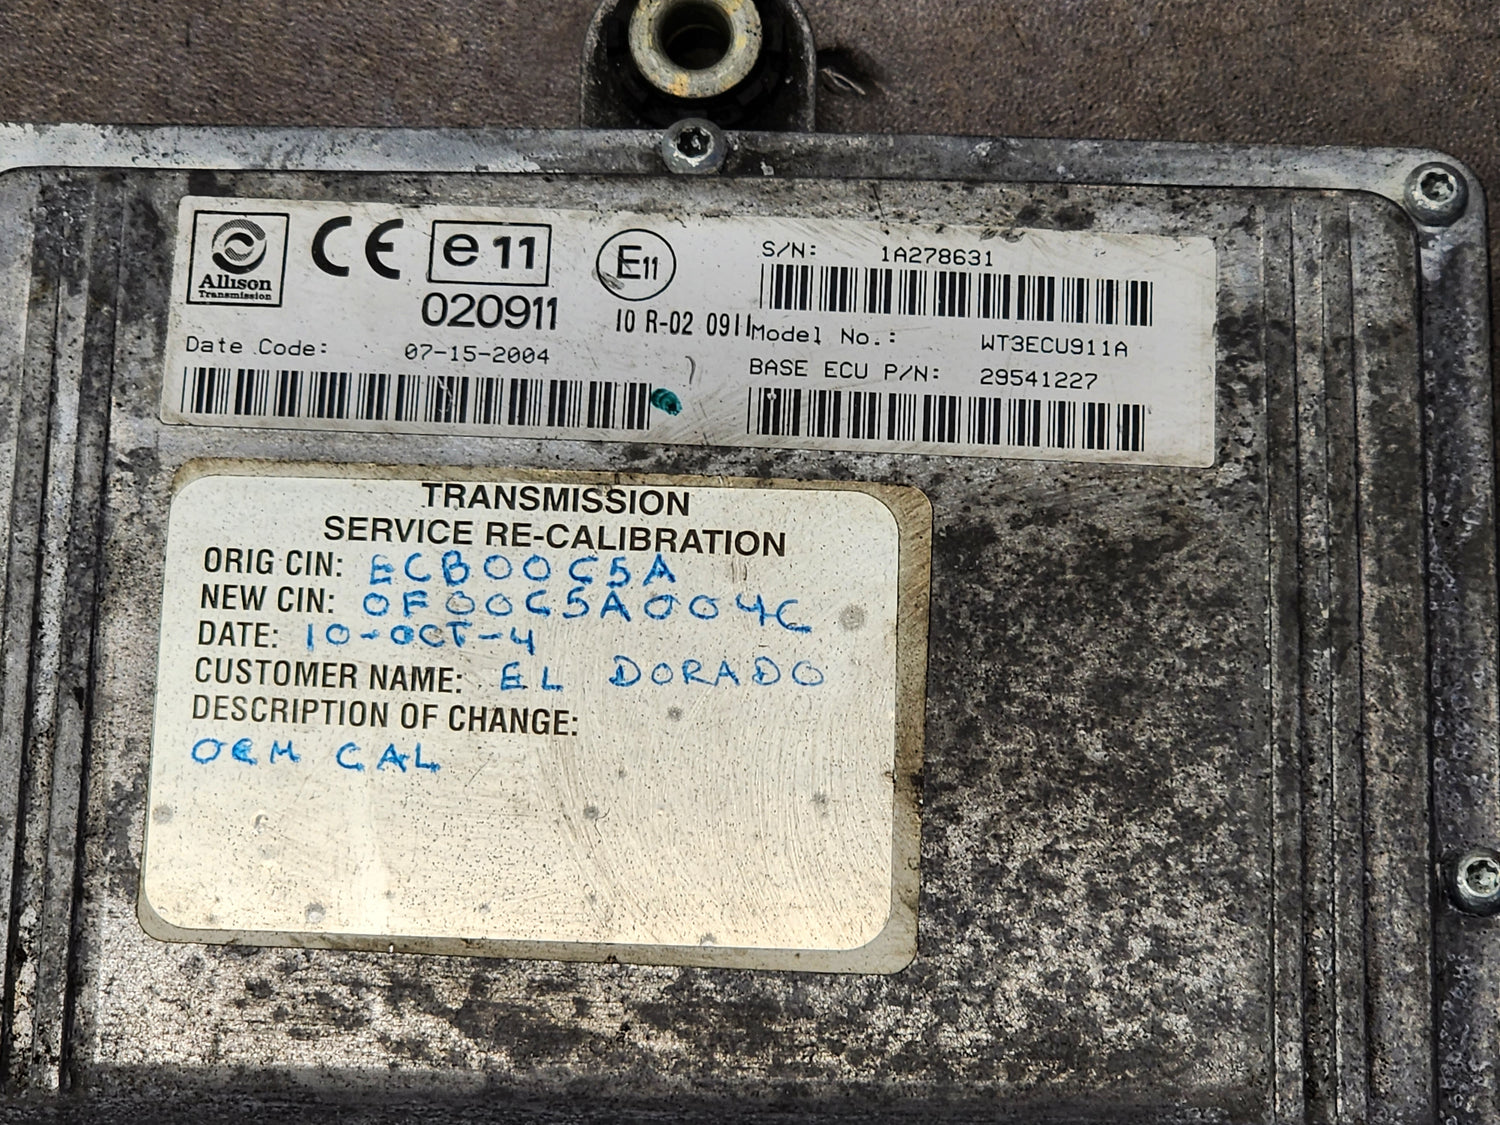 Allison
Transmission
CE
e11
020911
E11
10 R-02 0911
S/N: 1A278631
Model No.: WT3ECU911A
BASE ECU P/N: 29541227
Date Code: 07-15-2004
TRANSMISSION
SERVICE RE-CALIBRATION
ORIG CIN: ECB00C5A
NEW CIN: 0F00C5A004C
DATE: 10-OCT-4
CUSTOMER NAME: EL DORADO
DESCRIPTION OF CHANGE:
OEM CAL